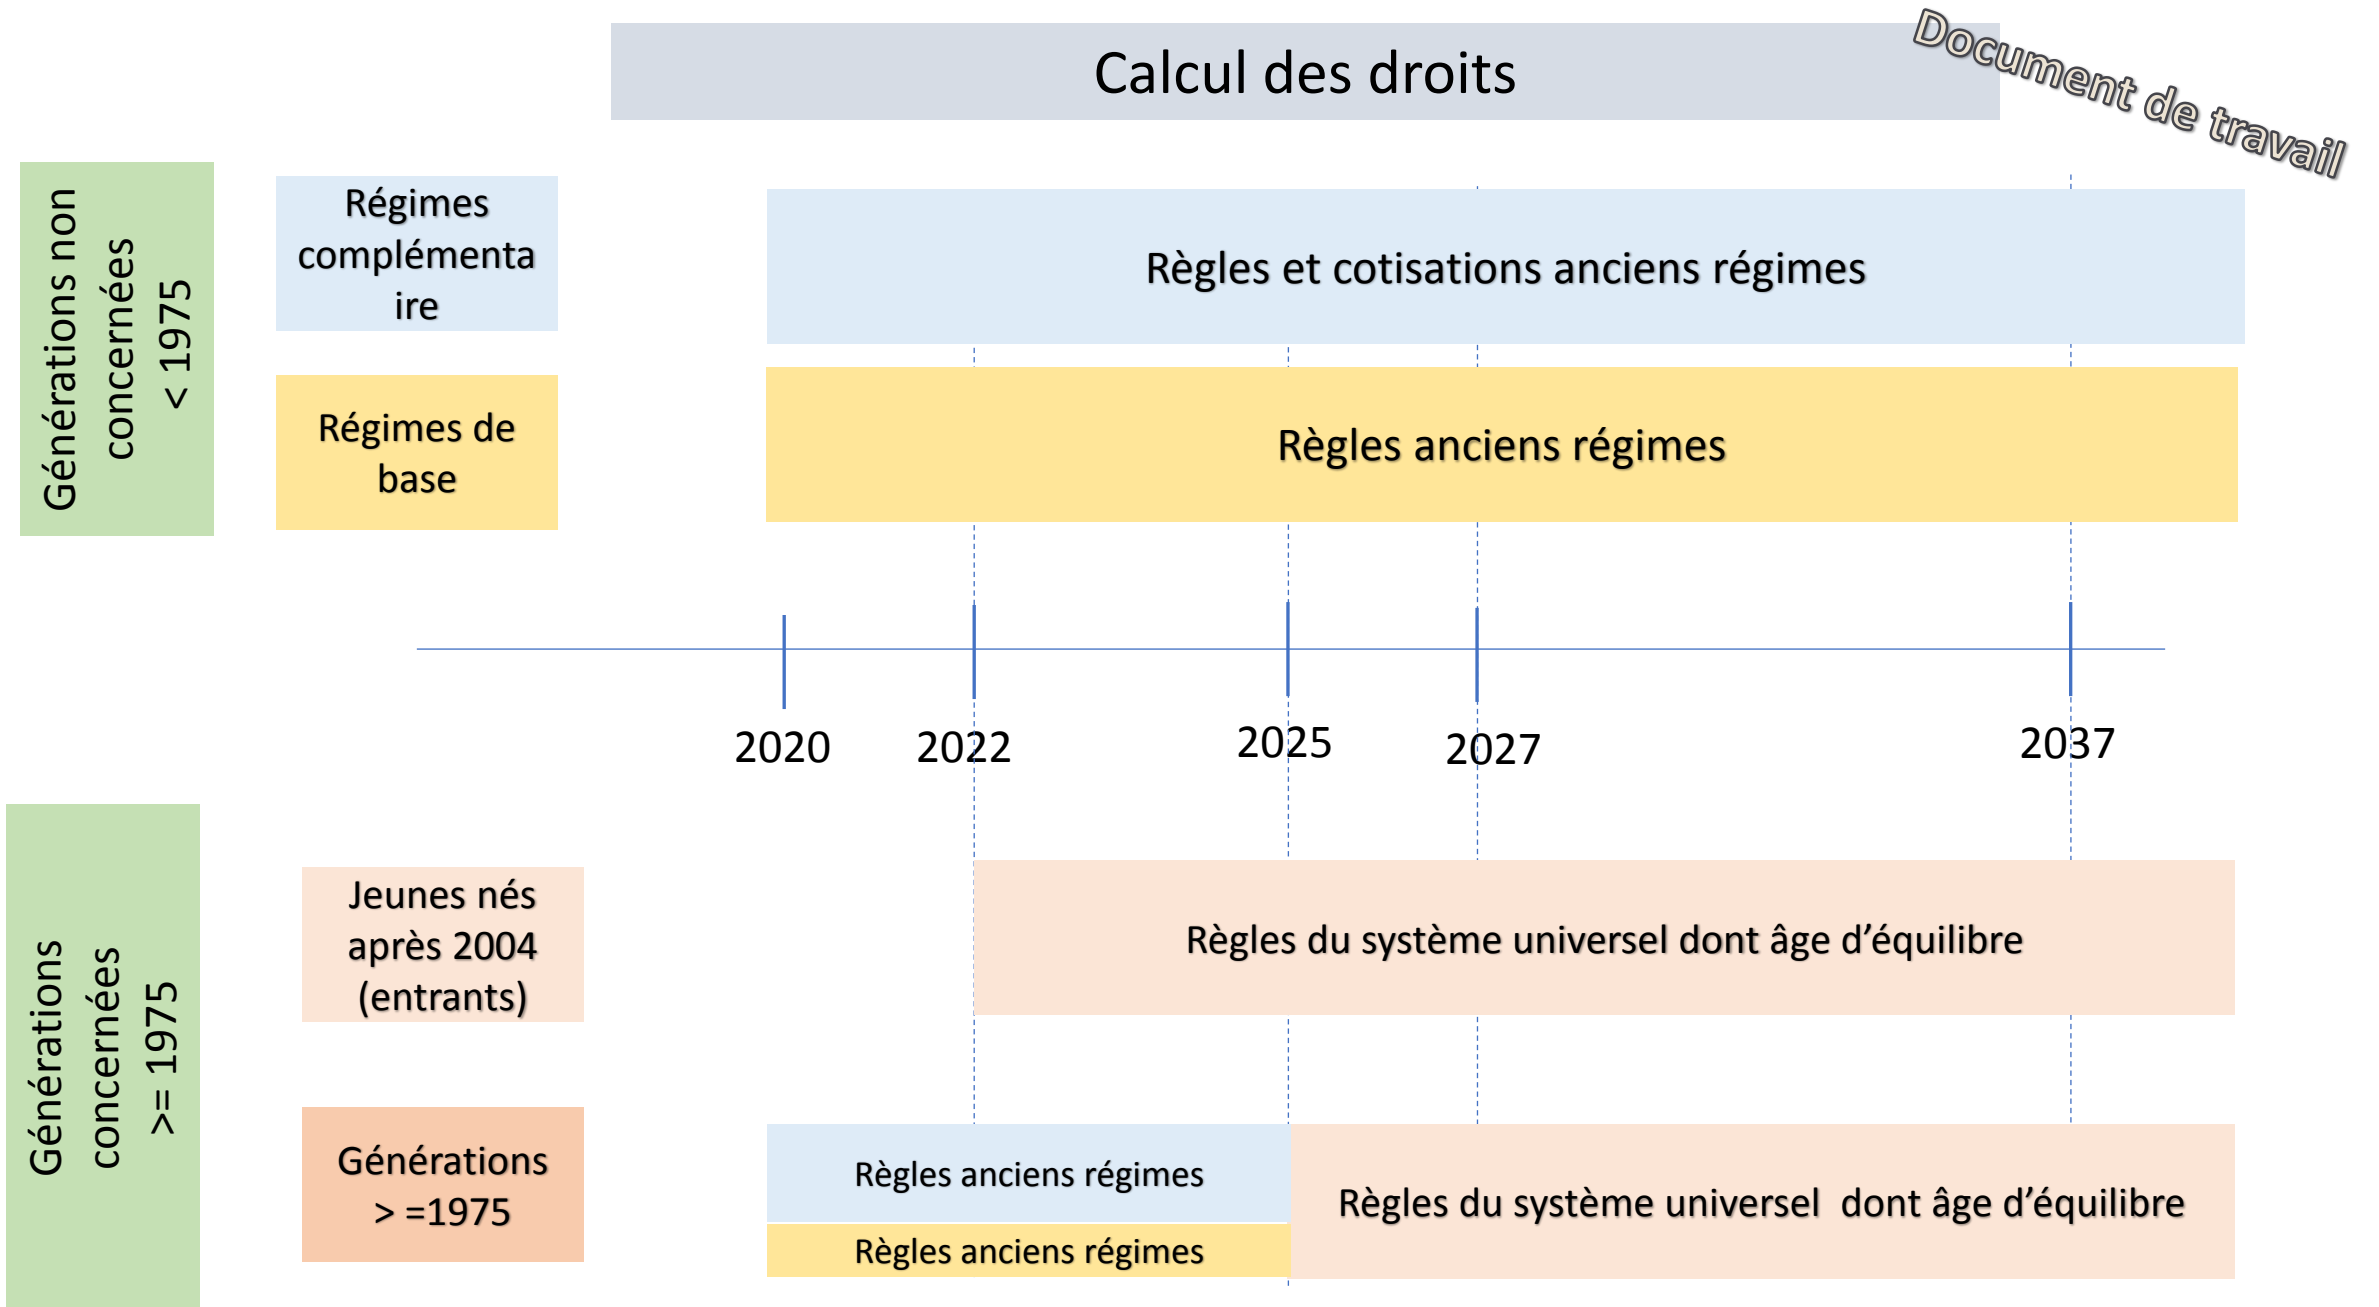 Calcul des droits
Document de travail
Générations non
concernées
< 1975
Régimes
complémenta
ire
Règles et cotisations anciens régimes
Régimes de
base
Règles anciens régimes
2020
2022
2025
2027
2037
Générations
concernées
>= 1975
Jeunes nés
après 2004
(entrants)
Règles du système universel dont âge d’équilibre
Générations
> =1975
Règles anciens régimes
Règles anciens régimes
Règles du système universel  dont âge d’équilibre